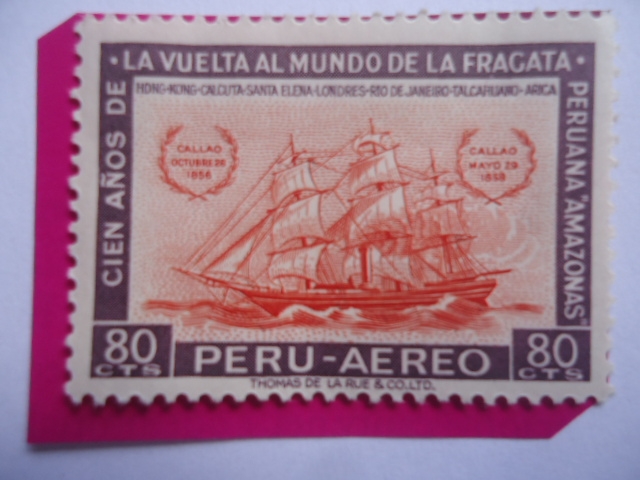 CIEN AÑOS DE
· LA VUELTA AL MUNDO DE LA FRAGATA ·
PERUANA "AMAZONAS"
HONG-KONG-CALCUTA-SANTA ELENA-LONDRES-RIO DE JANEIRO-TALCAHUANO-ARICA
CALLAO
OCTUBRE 26
1856
CALLAO
MAYO 29
1858
80
CTS
PERU-AEREO
80
CTS
THOMAS DE LA RUE & CO. LTD.